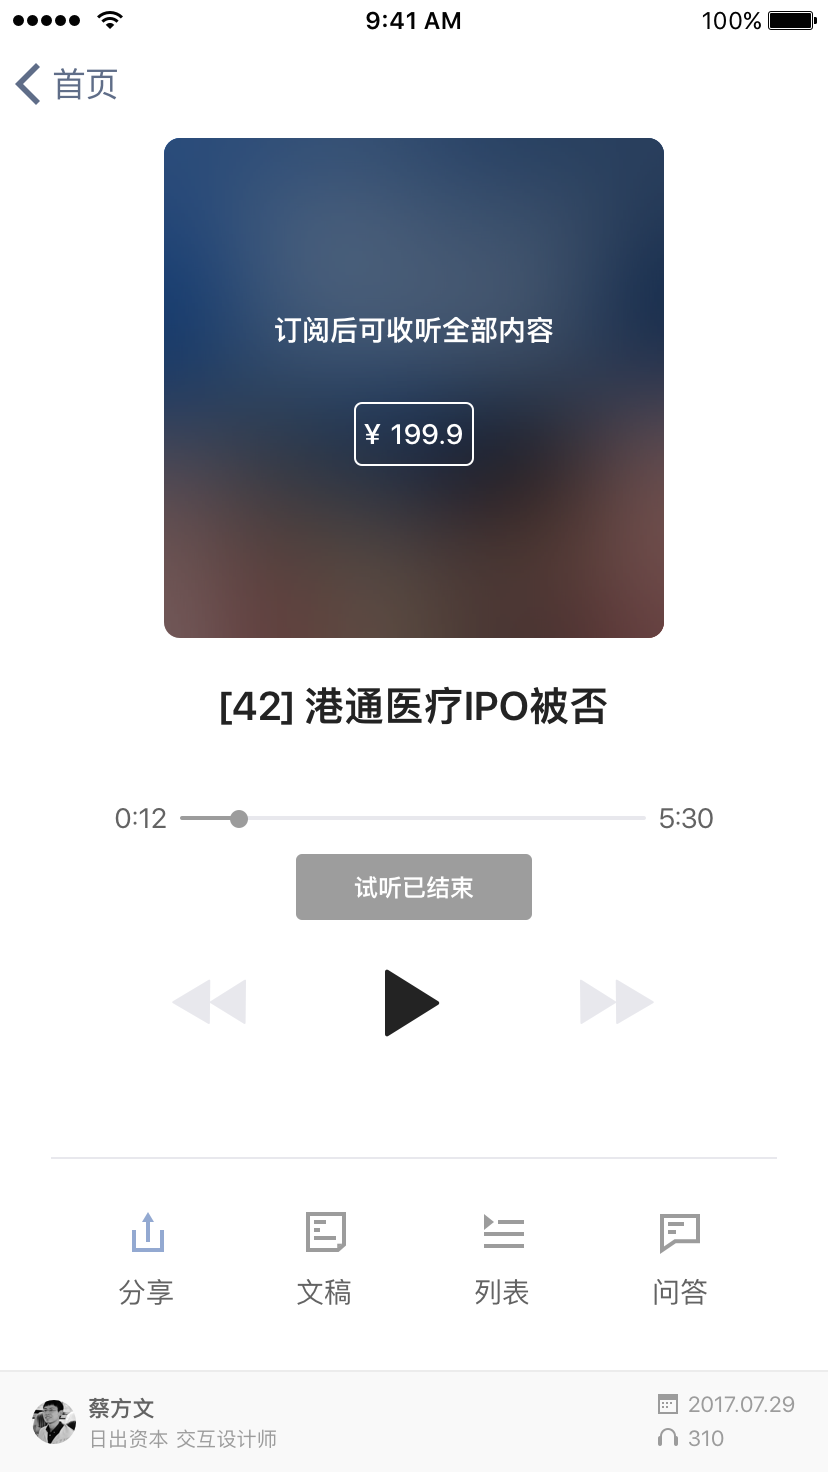 9:41 AM 100%
首页
订阅后可收听全部内容
¥ 199.9
[42] 港通医疗IPO被否
0:12 5:30
试听已结束
分享 文稿 列表 问答
蔡方文 2017.07.29
日出资本 交互设计师 310